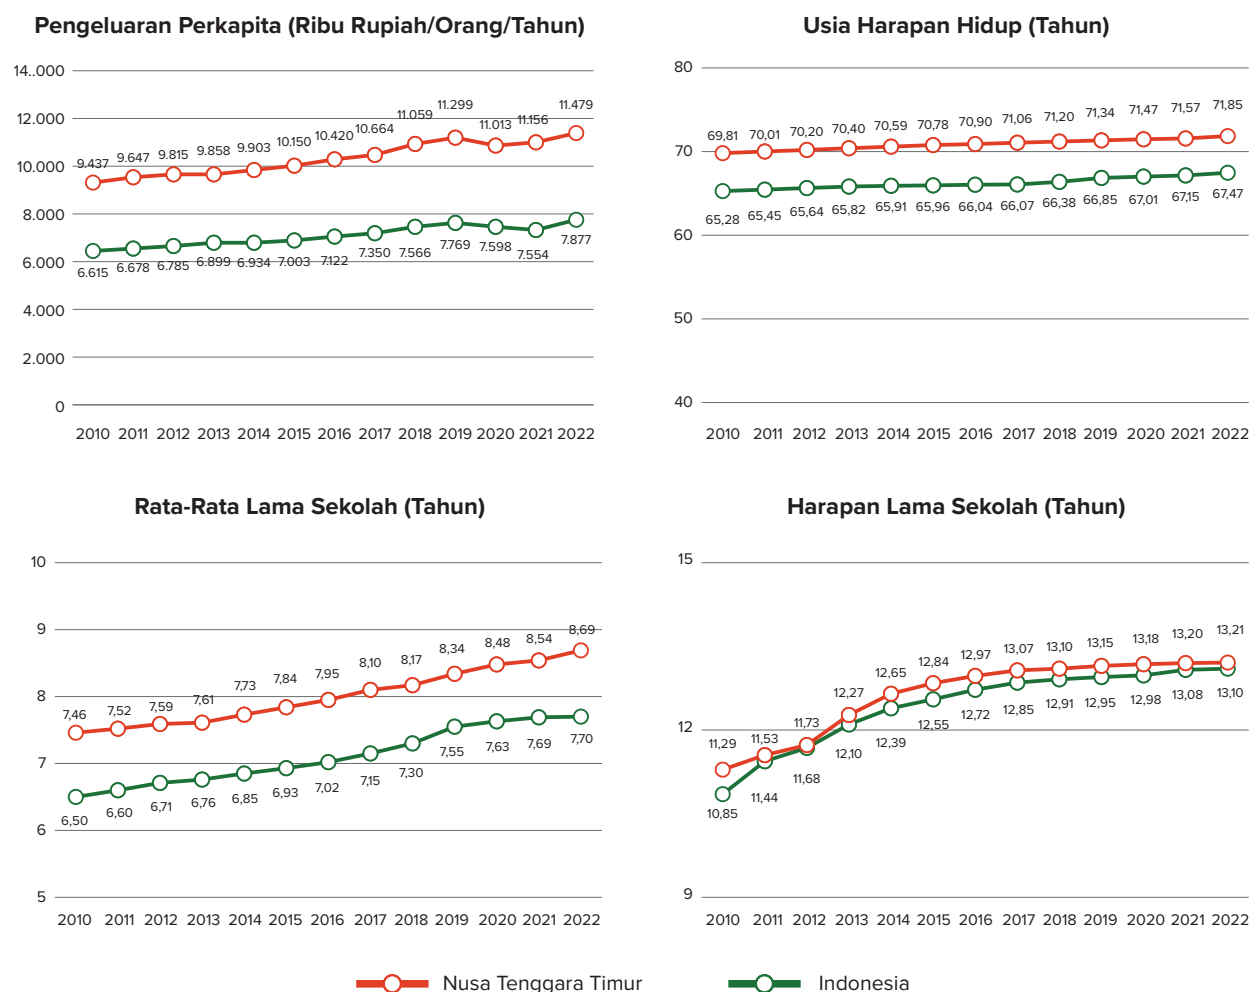 Pengeluaran Perkapita (Ribu Rupiah/Orang/Tahun)
14..000
12.000
10.000
8.000
6.000
4.000
2.000
0
9.437 9.647 9.815 9.858 9.903 10.150 10.420 10.664 11.059 11.299 11.013 11.156 11.479
6.615 6.678 6.785 6.899 6.934 7.003 7.122 7.350 7.566 7.769 7.598 7.554 7.877
2010 2011 2012 2013 2014 2015 2016 2017 2018 2019 2020 2021 2022
Usia Harapan Hidup (Tahun)
80
70
60
50
40
69,81 70,01 70,20 70,40 70,59 70,78 70,90 71,06 71,20 71,34 71,47 71,57 71,85
65,28 65,45 65,64 65,82 65,91 65,96 66,04 66,07 66,38 66,85 67,01 67,15 67,47
2010 2011 2012 2013 2014 2015 2016 2017 2018 2019 2020 2021 2022
Rata-Rata Lama Sekolah (Tahun)
10
9
8
7
6
5
7,46 7,52 7,59 7,61 7,73 7,84 7,95 8,10 8,17 8,34 8,48 8,54 8,69
6,50 6,60 6,71 6,76 6,85 6,93 7,02 7,15 7,30 7,55 7,63 7,69 7,70
2010 2011 2012 2013 2014 2015 2016 2017 2018 2019 2020 2021 2022
Harapan Lama Sekolah (Tahun)
15
12
9
11,29 11,53 11,73 12,27 12,65 12,84 12,97 13,07 13,10 13,15 13,18 13,20 13,21
10,85 11,44 11,68 12,10 12,39 12,55 12,72 12,85 12,91 12,95 12,98 13,08 13,10
2010 2011 2012 2013 2014 2015 2016 2017 2018 2019 2020 2021 2022
Nusa Tenggara Timur
Indonesia